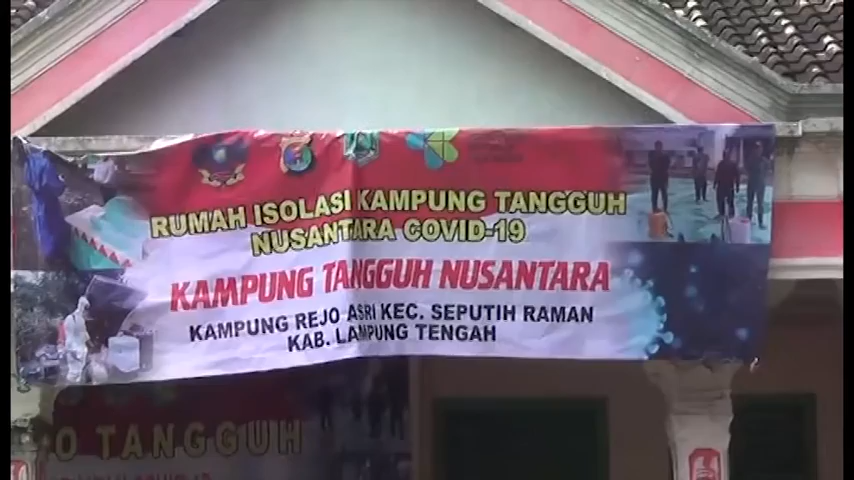 RUMAH ISOLASI KAMPUNG TANGGUH
NUSANTARA COVID-19
KAMPUNG TANGGUH NUSANTARA
KAMPUNG REJO ASRI KEC. SEPUTIH RAMAN
KAB. LAMPUNG TENGAH
TANGGUH